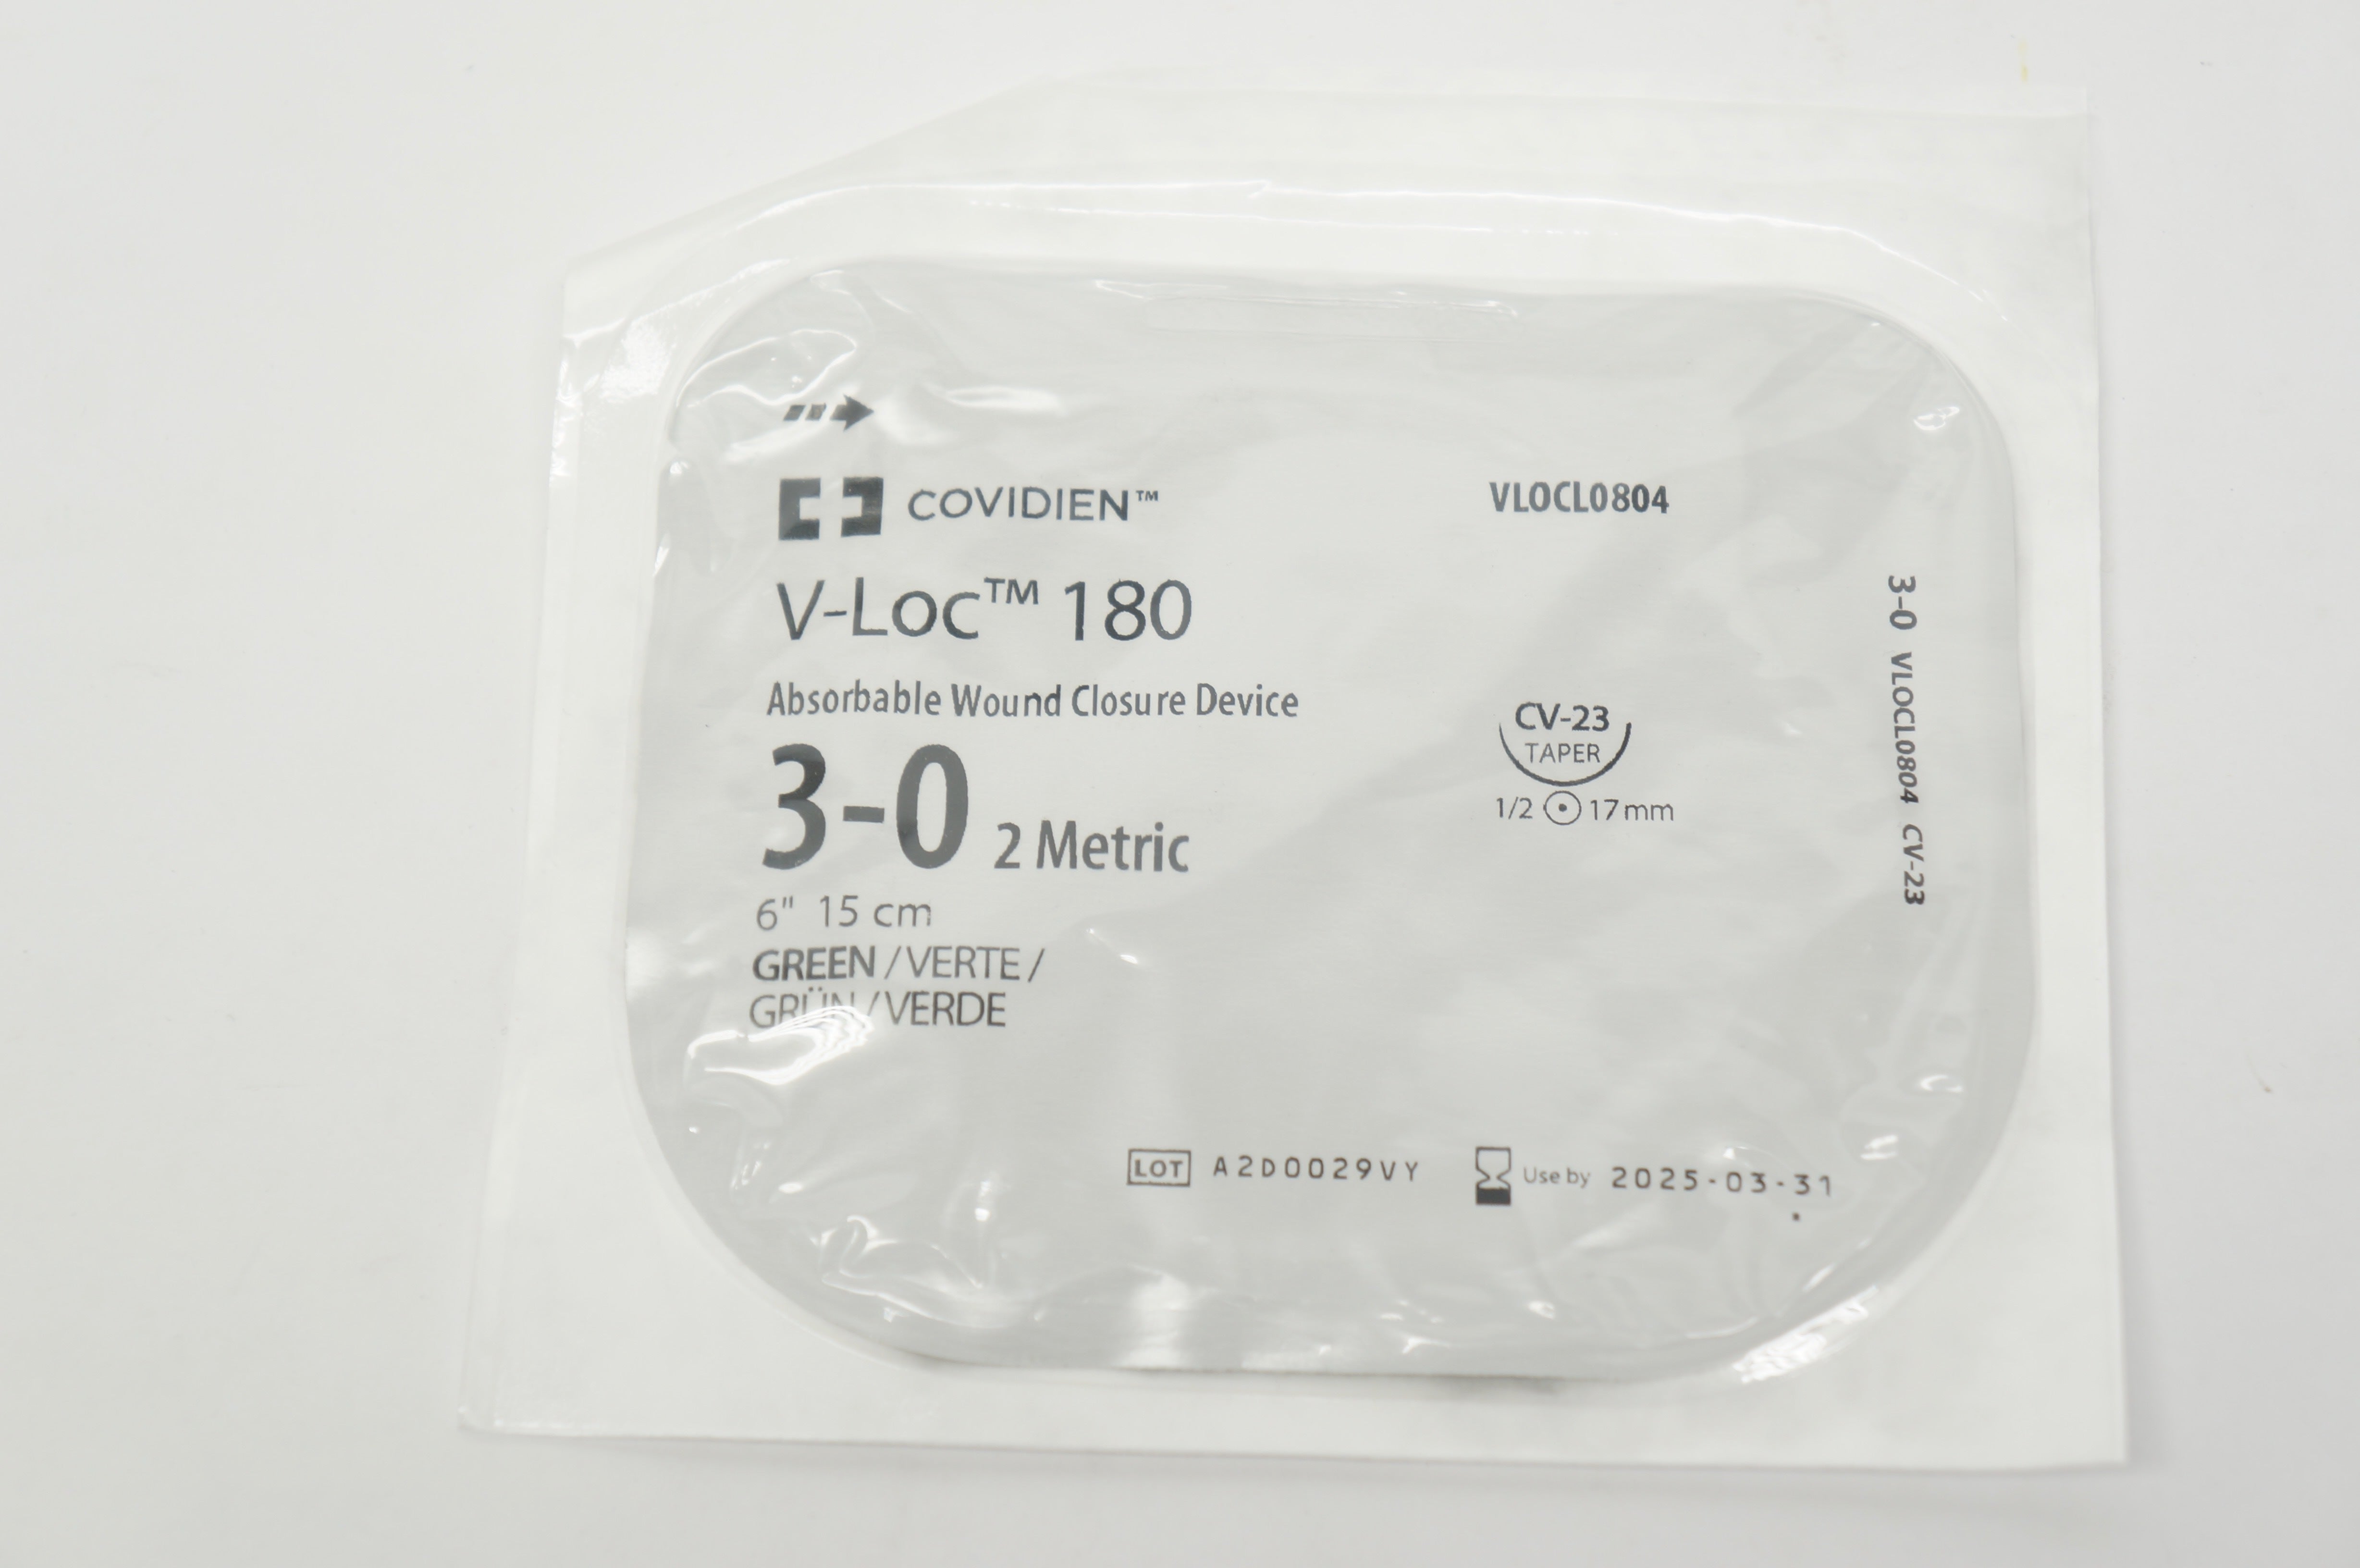 COVIDIEN™
VLOCL0804
V-Loc™ 180
Absorbable Wound Closure Device
3-0 2 Metric
6" 15 cm
GREEN / VERTE /
GRÜN / VERDE
CV-23
TAPER
1/2 17 mm
3-0 VLOCL0804 CV-23
LOT A2D0029VY
Use by 2025-03-31